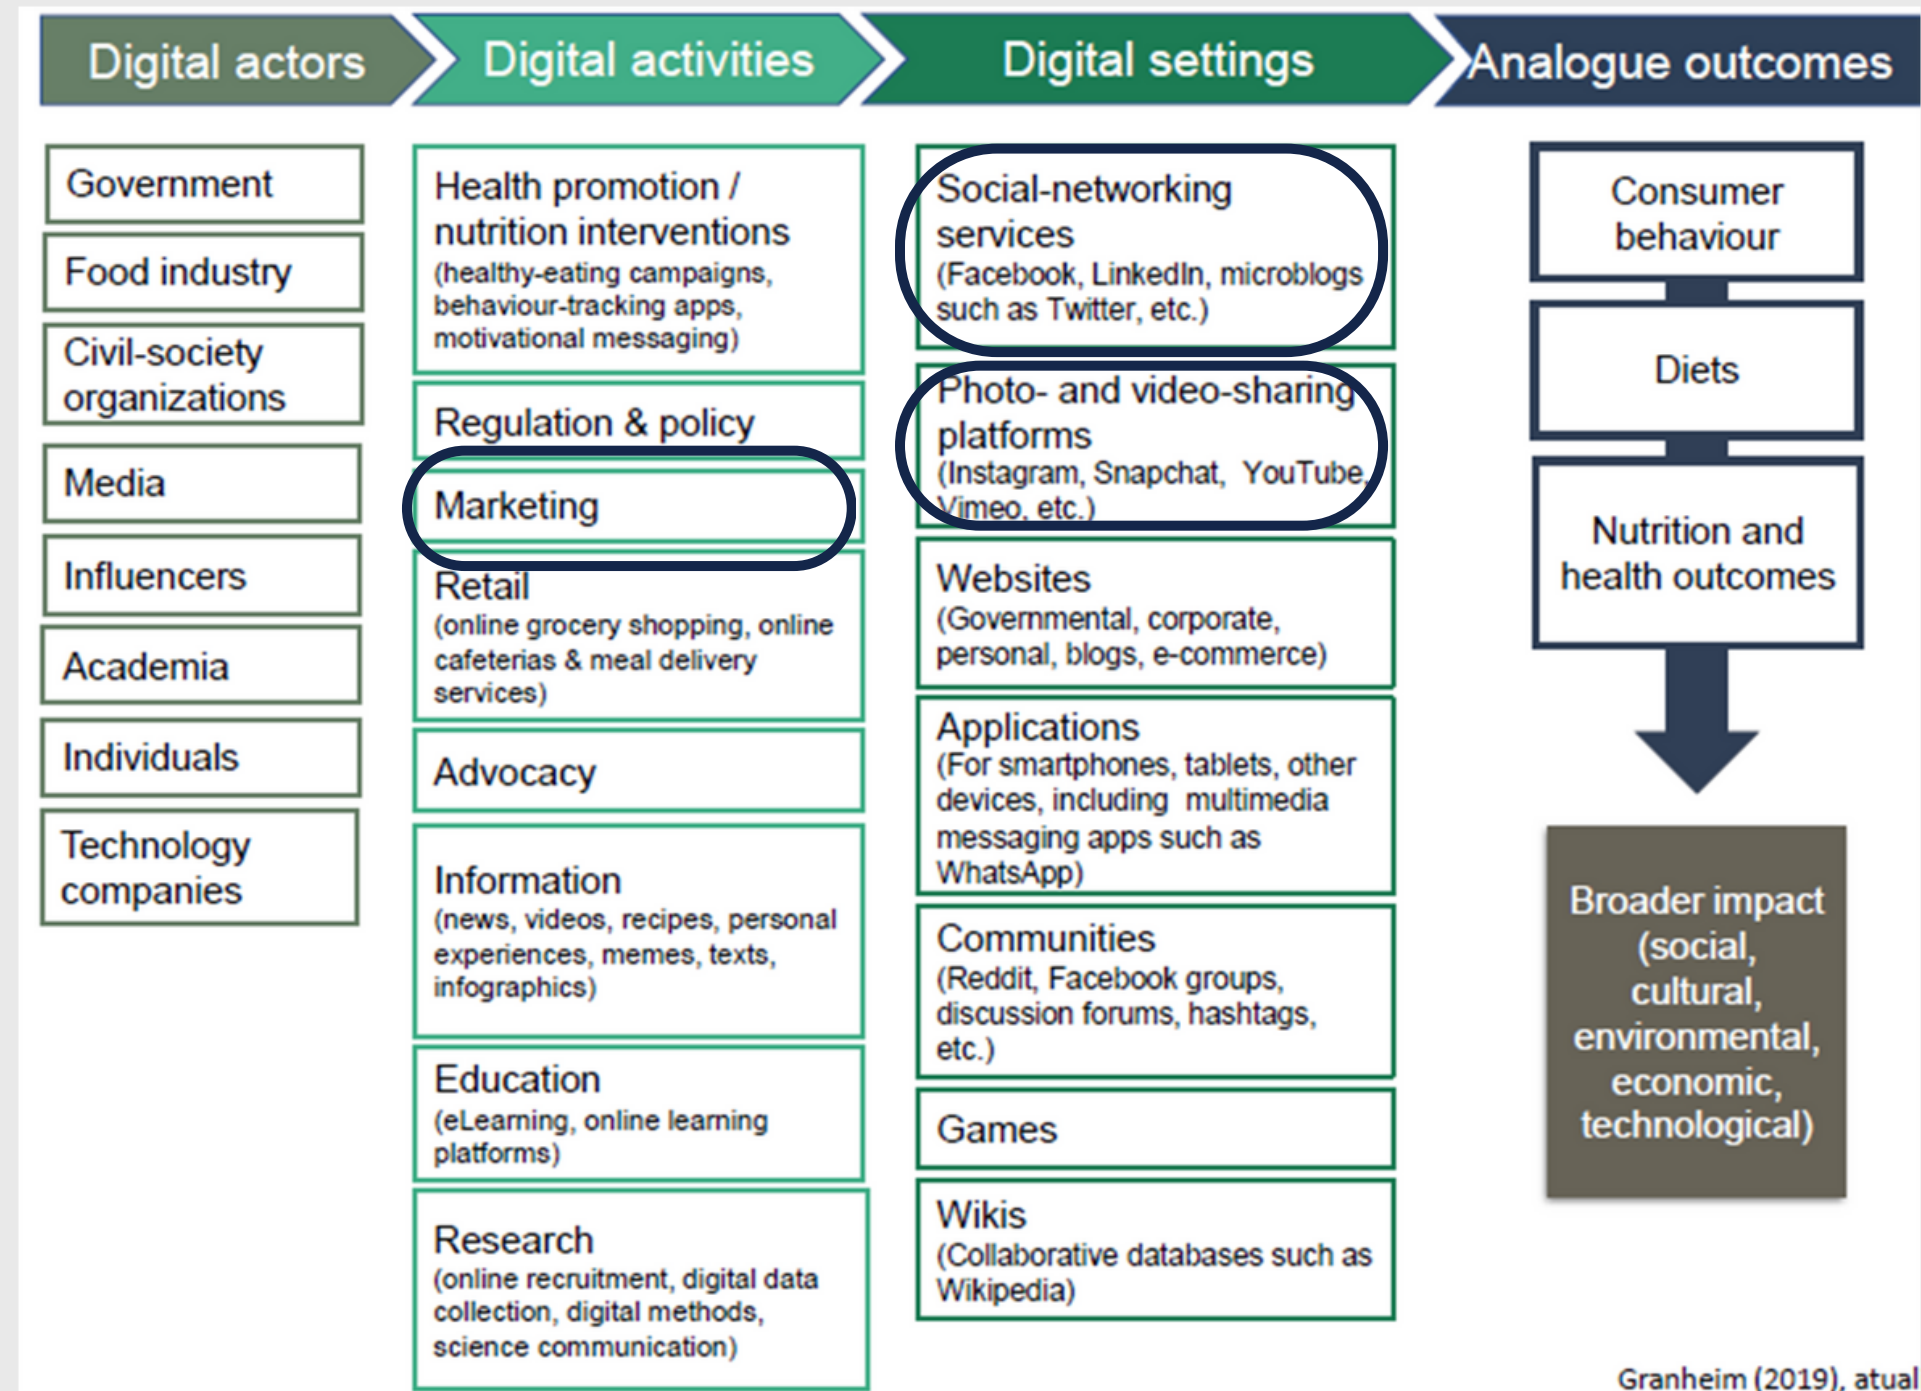 Digital actors
Digital activities
Digital settings
Analogue outcomes
Government
Food industry
Civil-society
organizations
Media
Influencers
Academia
Individuals
Technology
companies
Health promotion /
nutrition interventions
(healthy-eating campaigns,
behaviour-tracking apps,
motivational messaging)
Regulation & policy
Marketing
Retail
(online grocery shopping, online
cafeterias & meal delivery
services)
Advocacy
Information
(news, videos, recipes, personal
experiences, memes, texts,
infographics)
Education
(eLearning, online learning
platforms)
Research
(online recruitment, digital data
collection, digital methods,
science communication)
Social-networking
services
(Facebook, LinkedIn, microblogs
such as Twitter, etc.)
Photo- and video-sharing
platforms
(Instagram, Snapchat, YouTube,
Vimeo, etc.)
Websites
(Governmental, corporate,
personal, blogs, e-commerce)
Applications
(For smartphones, tablets, other
devices, including multimedia
messaging apps such as
WhatsApp)
Communities
(Reddit, Facebook groups,
discussion forums, hashtags,
etc.)
Games
Wikis
(Collaborative databases such as
Wikipedia)
Consumer
behaviour
Diets
Nutrition and
health outcomes
Broader impact
(social,
cultural,
environmental,
economic,
technological)
Granheim (2019), atual